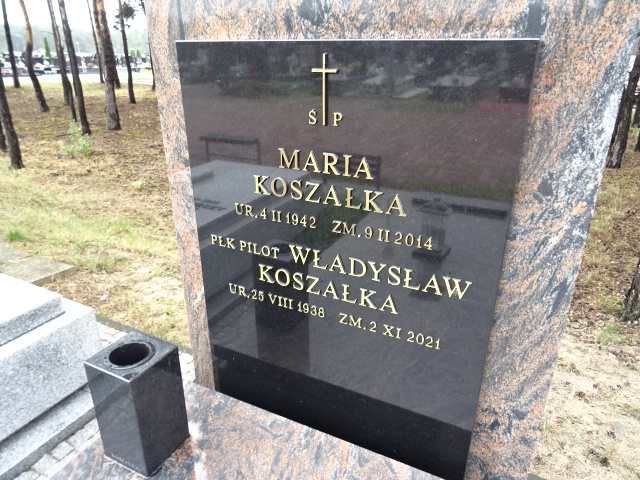 Ś P
MARIA
KOSZAŁKA
UR. 4 II 1942 ZM. 9 II 2014
PŁK PILOT WŁADYSŁAW
KOSZAŁKA
UR. 25 VIII 1938 ZM. 2 XI 2021